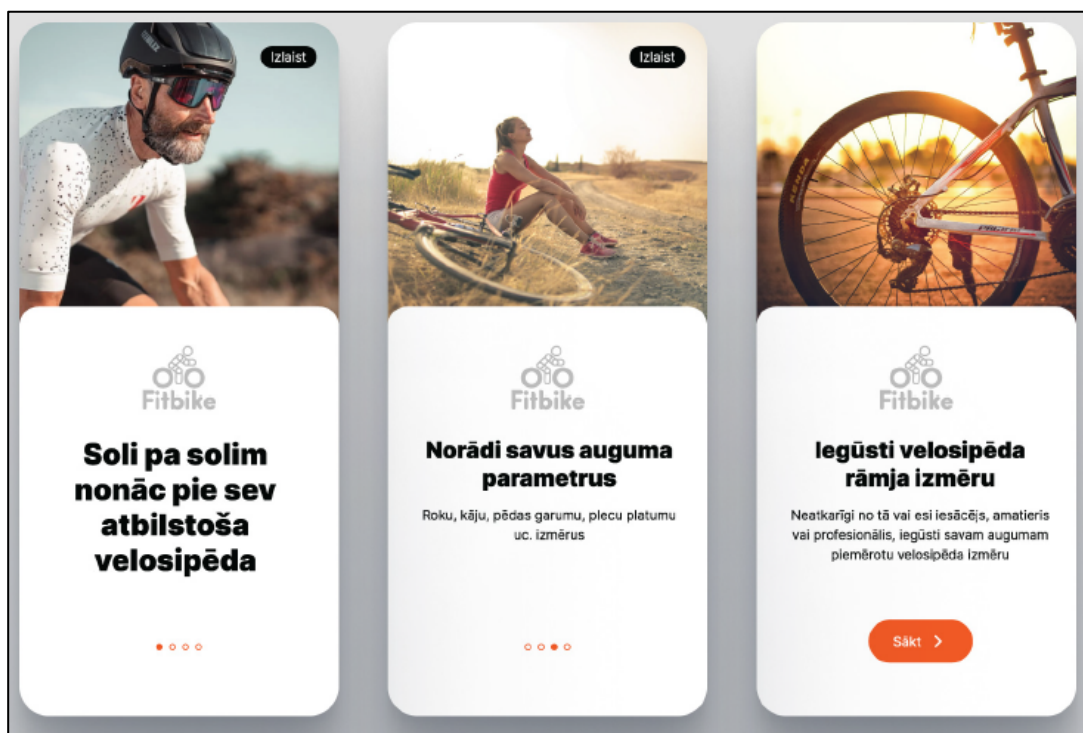 Izlaist
Fitbike
Soli pa solim
nonāc pie sev
atbilstoša
velosipēda
Izlaist
Fitbike
Norādi savus auguma
parametrus
Roku, kāju, pēdas garumu, plecu platumu
uc. izmērus
KENDA
Fitbike
Iegūsti velosipēda
rāmja izmēru
Neatkarīgi no tā vai esi iesācējs, amatieris
vai profesionālis, iegūsti savam augumam
piemērotu velosipēda izmēru
Sākt